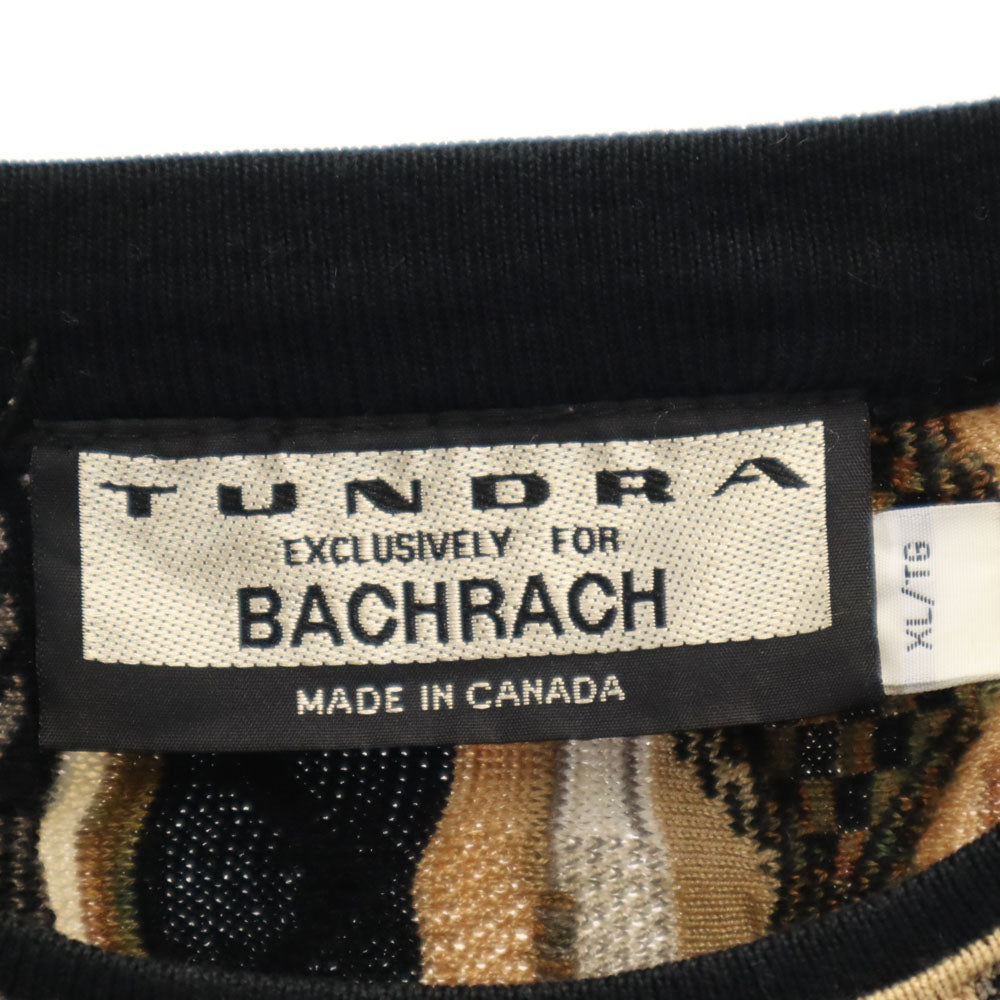 TUNDRA
EXCLUSIVELY FOR
BACHRACH
MADE IN CANADA
XL/TG